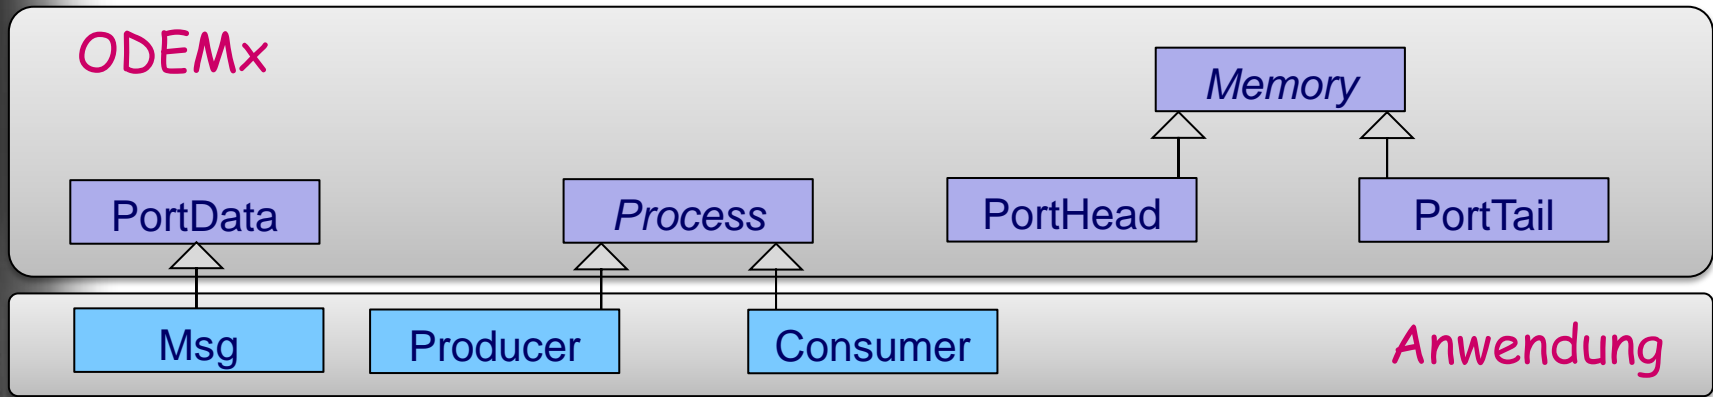 ODEMx
Memory
PortData
Process
PortHead
PortTail
Msg
Producer
Consumer
Anwendung